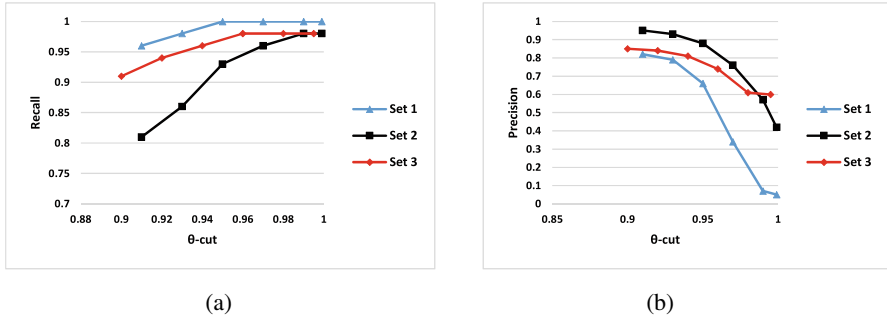 1
0.95
0.9
0.85
0.8
0.75
0.7
Recall
0.88 0.9 0.92 0.94 0.96 0.98 1
θ-cut
Set 1
Set 2
Set 3
(a)
1
0.9
0.8
0.7
0.6
0.5
0.4
0.3
0.2
0.1
0
Precision
0.85 0.9 0.95 1
θ-cut
Set 1
Set 2
Set 3
(b)